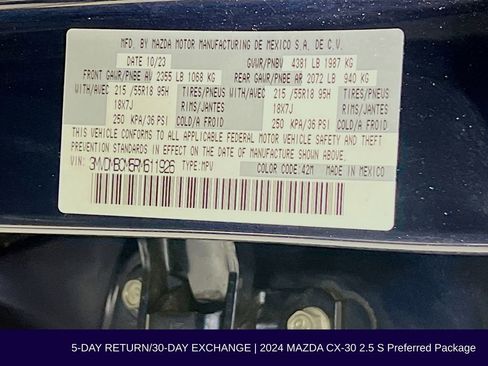 MFD. BY MAZDA MOTOR MANUFACTURING DE MEXICO S.A. DE C.V.
DATE 10/23 GVWR/PNBV 4381 LB 1987 KG
FRONT GAWR/PNBE AV 2355 LB 1068 KG REAR GAWR/PNBE AR 2072 LB 940 KG
WITH/AVEC 215 /55R18 95H TIRES/PNEUS WITH/AVEC 215 /55R18 95H TIRES/PNEUS
18X7J RIMS/JANTES 18X7J RIMS/JANTES
250 KPA/36 PSI COLD/A FROID 250 KPA/36 PSI COLD/A FROID
THIS VEHICLE CONFORMS TO ALL APPLICABLE FEDERAL MOTOR VEHICLE SAFETY AND THEFT
PREVENTION STANDARDS IN EFFECT ON THE DATE OF MANUFACTURE SHOWN ABOVE.
VIN: TYPE:MPV COLOR CODE:42M MADE IN MEXICO
5-DAY RETURN/30-DAY EXCHANGE | 2024 MAZDA CX-30 2.5 S Preferred Package